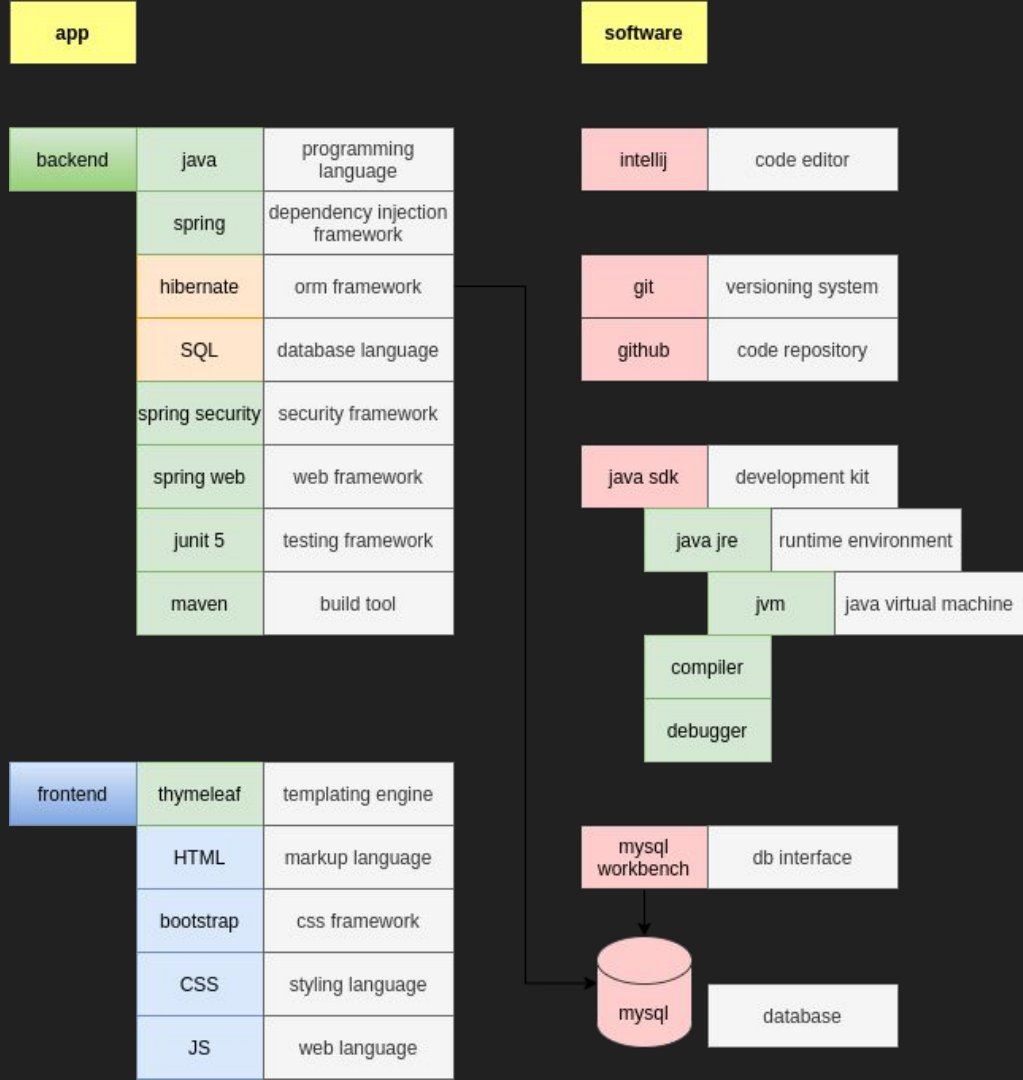 app
software
backend
java
programming
language
spring
dependency injection
framework
hibernate
orm framework
SQL
database language
spring security
security framework
spring web
web framework
junit 5
testing framework
maven
build tool
frontend
thymeleaf
templating engine
HTML
markup language
bootstrap
css framework
CSS
styling language
JS
web language
intellij
code editor
git
versioning system
github
code repository
java sdk
development kit
java jre
runtime environment
jvm
java virtual machine
compiler
debugger
mysql
workbench
db interface
mysql
database